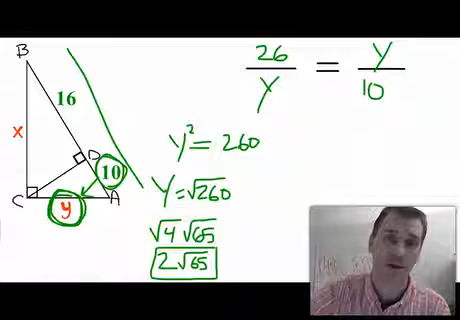 B
16
x
D
10
C
y
A
26/y = y/10
y² = 260
y = √260
√4 √65
2√65